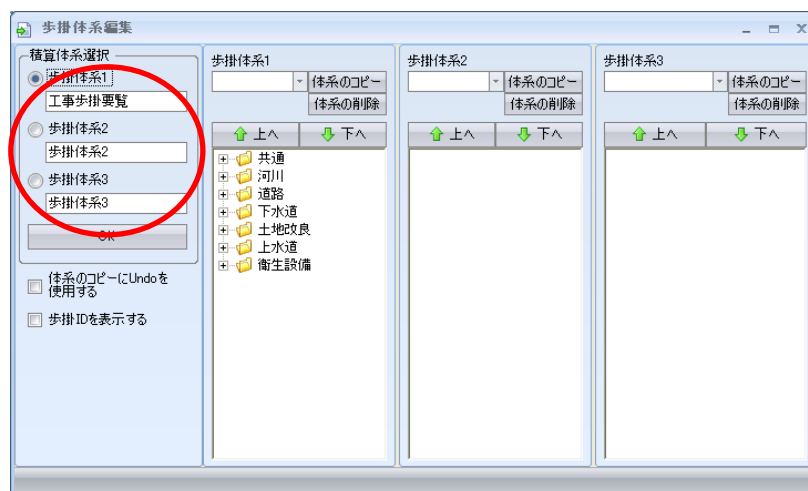 歩掛体系編集
積算体系選択
歩掛体系1
工事歩掛要覧
歩掛体系2
歩掛体系2
歩掛体系3
歩掛体系3
OK
体系のコピーにUndoを
使用する
歩掛IDを表示する
歩掛体系1
体系のコピー
体系の削除
上へ 下へ
共通
河川
道路
下水道
土地改良
上水道
衛生設備
歩掛体系2
体系のコピー
体系の削除
上へ 下へ
歩掛体系3
体系のコピー
体系の削除
上へ 下へ